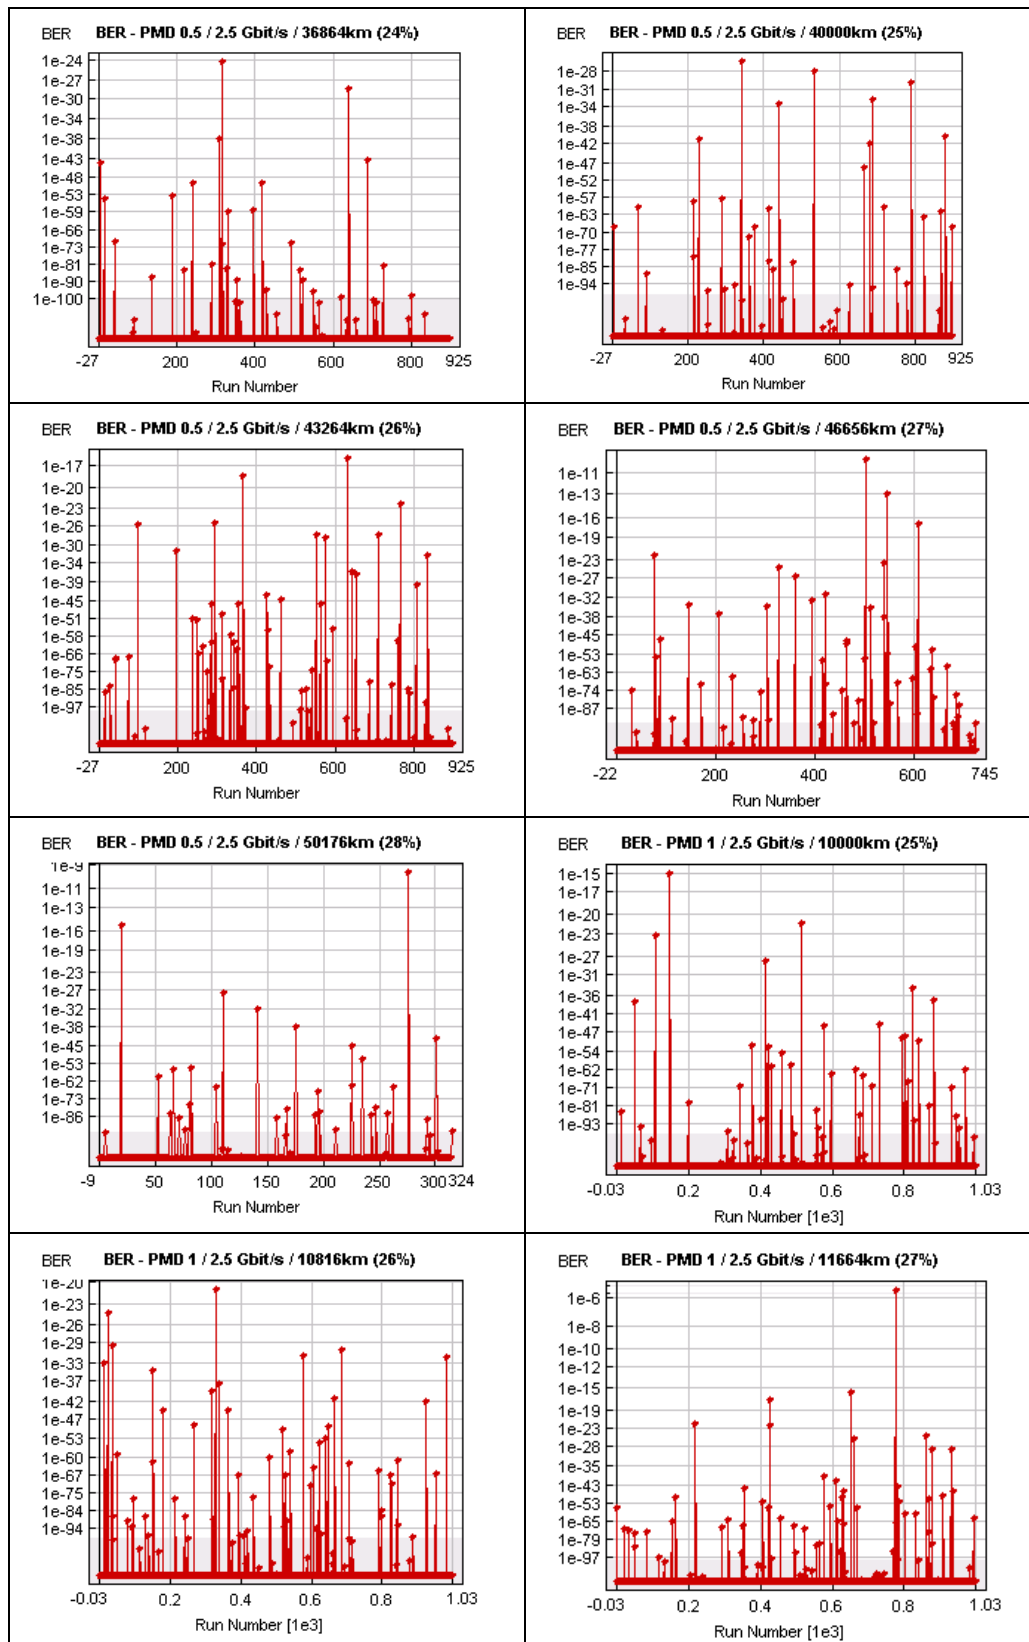 BER BER - PMD 0.5 / 2.5 Gbit/s / 36864km (24%)
1e-24
1e-27
1e-30
1e-34
1e-38
1e-43
1e-48
1e-53
1e-59
1e-66
1e-73
1e-81
1e-90
1e-100
-27 200 400 600 800 925
Run Number
BER BER - PMD 0.5 / 2.5 Gbit/s / 40000km (25%)
1e-28
1e-31
1e-34
1e-38
1e-42
1e-47
1e-52
1e-57
1e-63
1e-70
1e-77
1e-85
1e-94
-27 200 400 600 800 925
Run Number
BER BER - PMD 0.5 / 2.5 Gbit/s / 43264km (26%)
1e-17
1e-20
1e-23
1e-26
1e-30
1e-34
1e-39
1e-45
1e-51
1e-58
1e-66
1e-75
1e-85
1e-97
-27 200 400 600 800 925
Run Number
BER BER - PMD 0.5 / 2.5 Gbit/s / 46656km (27%)
1e-11
1e-13
1e-16
1e-19
1e-23
1e-27
1e-32
1e-38
1e-45
1e-53
1e-63
1e-74
1e-87
-22 200 400 600 745
Run Number
BER BER - PMD 0.5 / 2.5 Gbit/s / 50176km (28%)
1e-9
1e-11
1e-13
1e-16
1e-19
1e-23
1e-27
1e-32
1e-38
1e-45
1e-53
1e-62
1e-73
1e-86
-9 50 100 150 200 250 300 324
Run Number
BER BER - PMD 1 / 2.5 Gbit/s / 10000km (25%)
1e-15
1e-17
1e-20
1e-23
1e-27
1e-31
1e-36
1e-41
1e-47
1e-54
1e-62
1e-71
1e-81
1e-93
-0.03 0.2 0.4 0.6 0.8 1.03
Run Number [1e3]
BER BER - PMD 1 / 2.5 Gbit/s / 10816km (26%)
1e-20
1e-23
1e-26
1e-29
1e-33
1e-37
1e-42
1e-47
1e-53
1e-60
1e-67
1e-75
1e-84
1e-94
-0.03 0.2 0.4 0.6 0.8 1.03
Run Number [1e3]
BER BER - PMD 1 / 2.5 Gbit/s / 11664km (27%)
1e-6
1e-8
1e-10
1e-12
1e-15
1e-19
1e-23
1e-28
1e-35
1e-43
1e-53
1e-65
1e-79
1e-97
-0.03 0.2 0.4 0.6 0.8 1.03
Run Number [1e3]